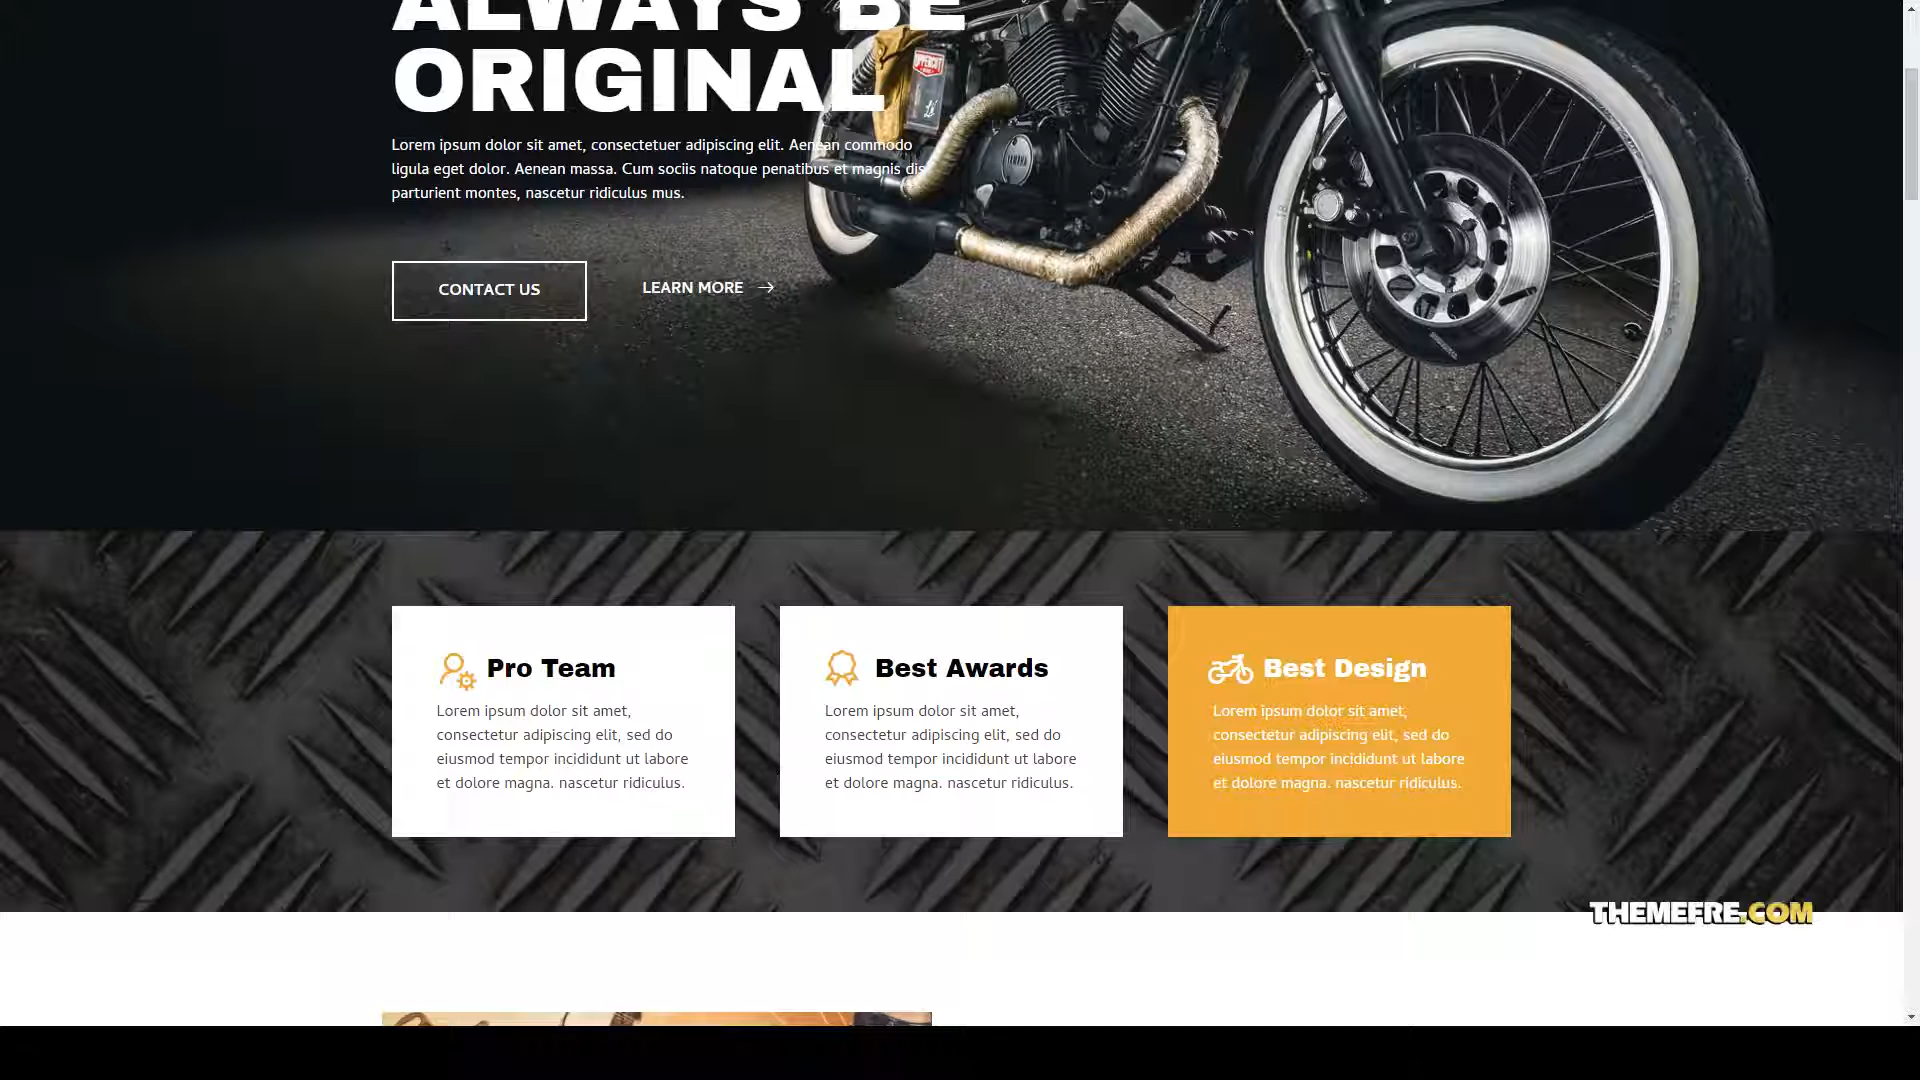 ALWAYS BE
ORIGINAL
Lorem ipsum dolor sit amet, consectetuer adipiscing elit. Aenean commodo
ligula eget dolor. Aenean massa. Cum sociis natoque penatibus et magnis dis
parturient montes, nascetur ridiculus mus.
CONTACT US
LEARN MORE
Pro Team
Lorem ipsum dolor sit amet,
consectetur adipiscing elit, sed do
eiusmod tempor incididunt ut labore
et dolore magna. nascetur ridiculus.
Best Awards
Lorem ipsum dolor sit amet,
consectetur adipiscing elit, sed do
eiusmod tempor incididunt ut labore
et dolore magna. nascetur ridiculus.
Best Design
Lorem ipsum dolor sit amet,
consectetur adipiscing elit, sed do
eiusmod tempor incididunt ut labore
et dolore magna. nascetur ridiculus.
THEMEFRE.COM